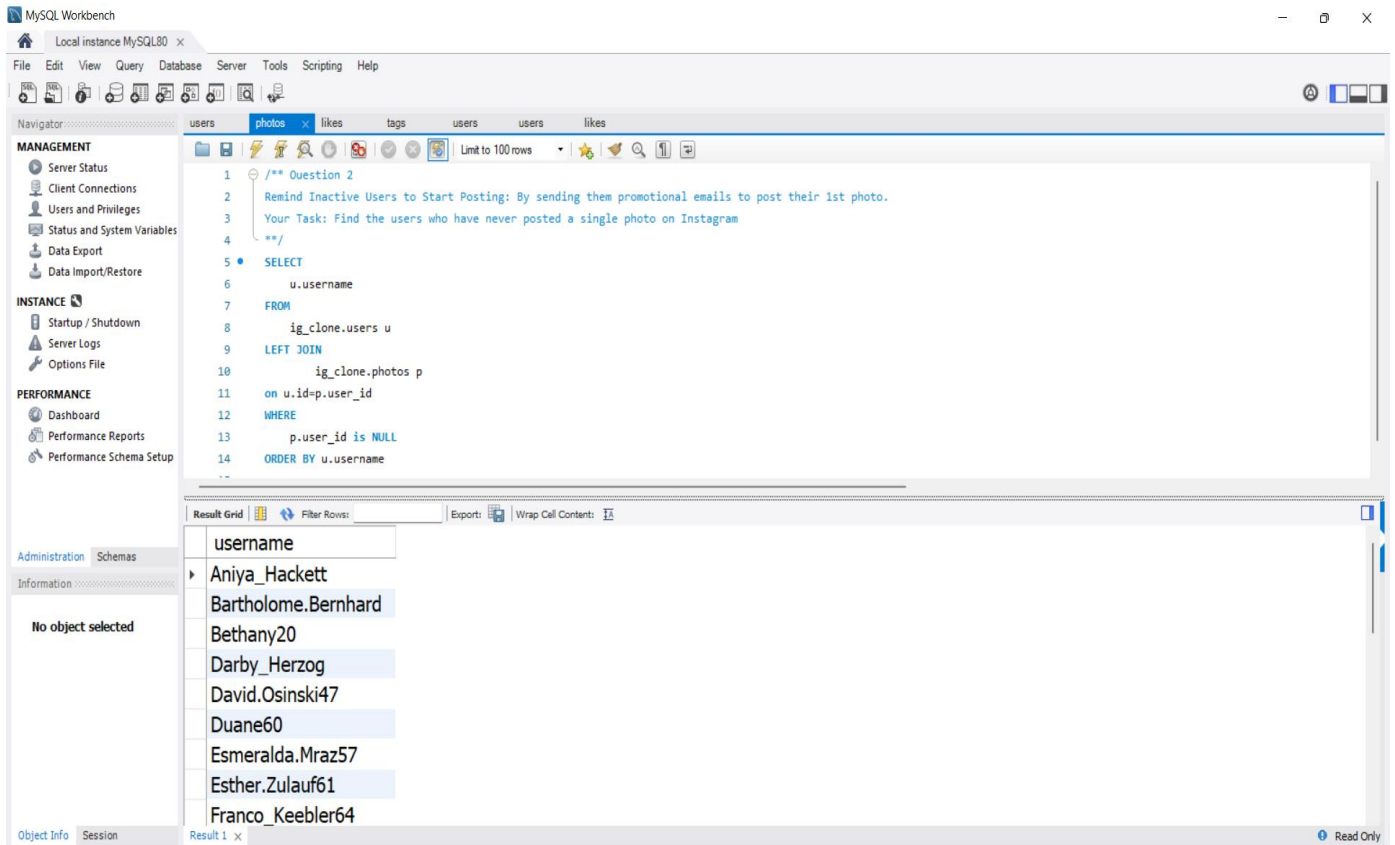 MySQL Workbench
Local instance MySQL80
File Edit View Query Database Server Tools Scripting Help
Navigator
users photos likes tags users users likes
MANAGEMENT
Server Status
Client Connections
Users and Privileges
Status and System Variables
Data Export
Data Import/Restore
INSTANCE
Startup / Shutdown
Server Logs
Options File
PERFORMANCE
Dashboard
Performance Reports
Performance Schema Setup
Administration Schemas
Information
No object selected
Object Info Session
Limit to 100 rows
1 /** Ouestion 2
2 Remind Inactive Users to Start Posting: By sending them promotional emails to post their 1st photo.
3 Your Task: Find the users who have never posted a single photo on Instagram
4 **/
5 SELECT
6 u.username
7 FROM
8 ig_clone.users u
9 LEFT JOIN
10 ig_clone.photos p
11 on u.id=p.user_id
12 WHERE
13 p.user_id is NULL
14 ORDER BY u.username
Result Grid Filter Rows: Export: Wrap Cell Content:
username
Aniya_Hackett
Bartholome.Bernhard
Bethany20
Darby_Herzog
David.Osinski47
Duane60
Esmeralda.Mraz57
Esther.Zulauf61
Franco_Keebler64
Result 1
Read Only